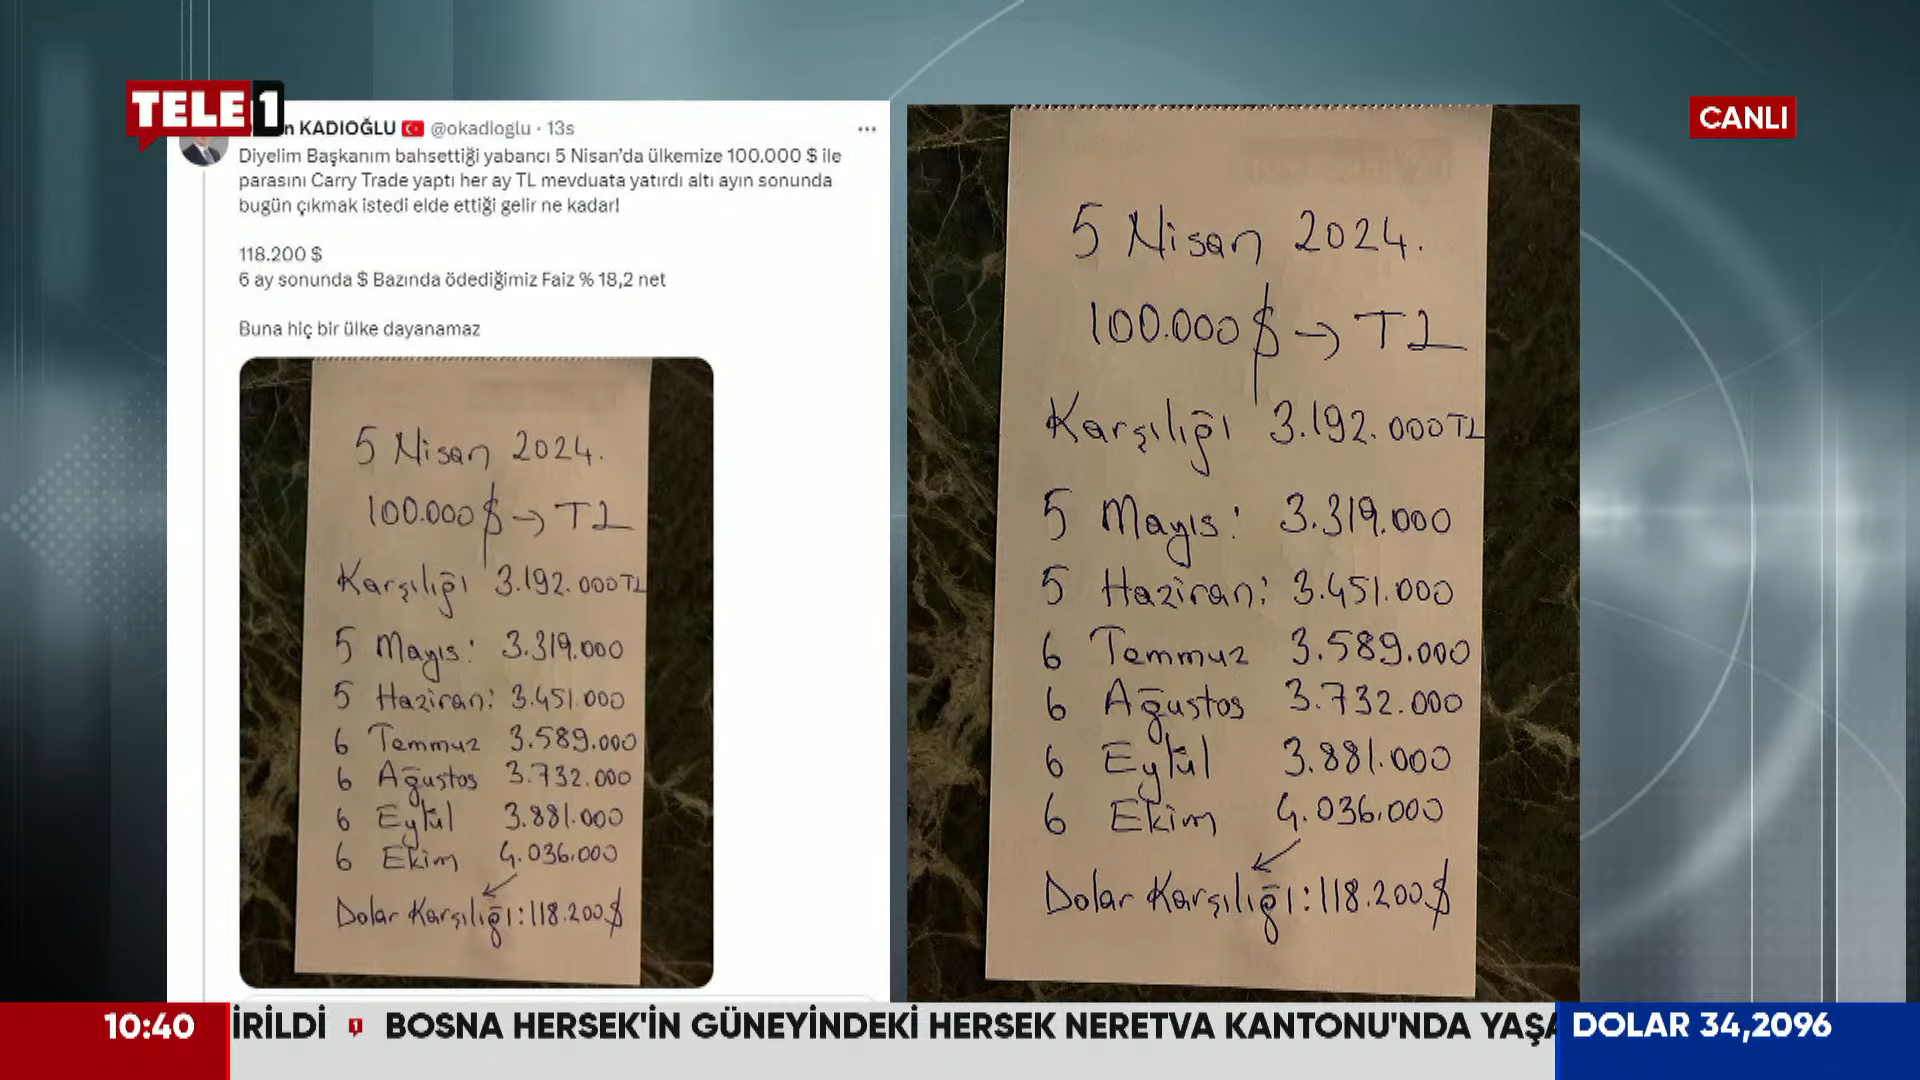 TELE1
CANLI
n KADIOĞLU @okadioglu · 13s
Diyelim Başkanım bahsettiği yabancı 5 Nisan'da ülkemize 100.000 $ ile
parasını Carry Trade yaptı her ay TL mevduata yatırdı altı ayın sonunda
bugün çıkmak istedi elde ettiği gelir ne kadar!
118.200 $
6 ay sonunda $ Bazında ödediğimiz Faiz % 18,2 net
Buna hiç bir ülke dayanamaz
5 Nisan 2024.
100.000 $ → TL
Karşılığı 3.192.000TL
5 Mayıs: 3.319.000
5 Haziran: 3.451.000
6 Temmuz 3.589.000
6 Ağustos 3.732.000
6 Eylül 3.881.000
6 Ekim 4.036.000
Dolar Karşılığı: 118.200 $
5 Nisan 2024.
100.000 $ → TL
Karşılığı 3.192.000TL
5 Mayıs: 3.319.000
5 Haziran: 3.451.000
6 Temmuz 3.589.000
6 Ağustos 3.732.000
6 Eylül 3.881.000
6 Ekim 4.036.000
Dolar Karşılığı: 118.200 $
10:40
İRİLDİ BOSNA HERSEK'İN GÜNEYİNDEKİ HERSEK NERETVA KANTONU'NDA YAŞA
DOLAR 34,2096